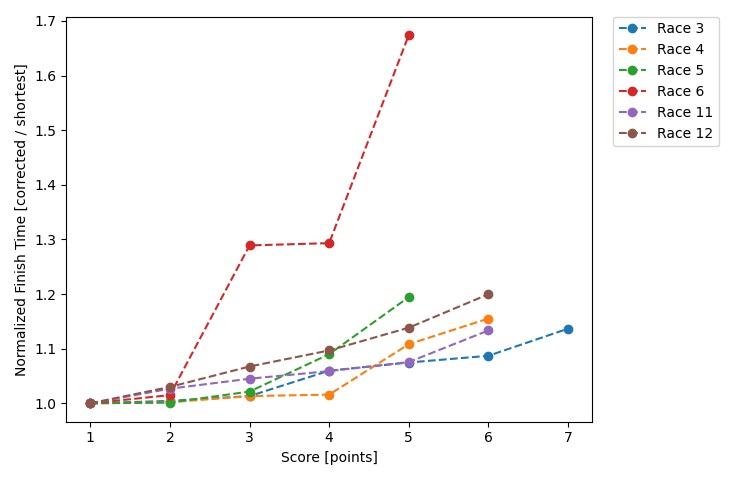 1.7
1.6
1.5
1.4
1.3
1.2
1.1
1.0
Normalized Finish Time [corrected / shortest]
1 2 3 4 5 6 7
Score [points]
Race 3
Race 4
Race 5
Race 6
Race 11
Race 12